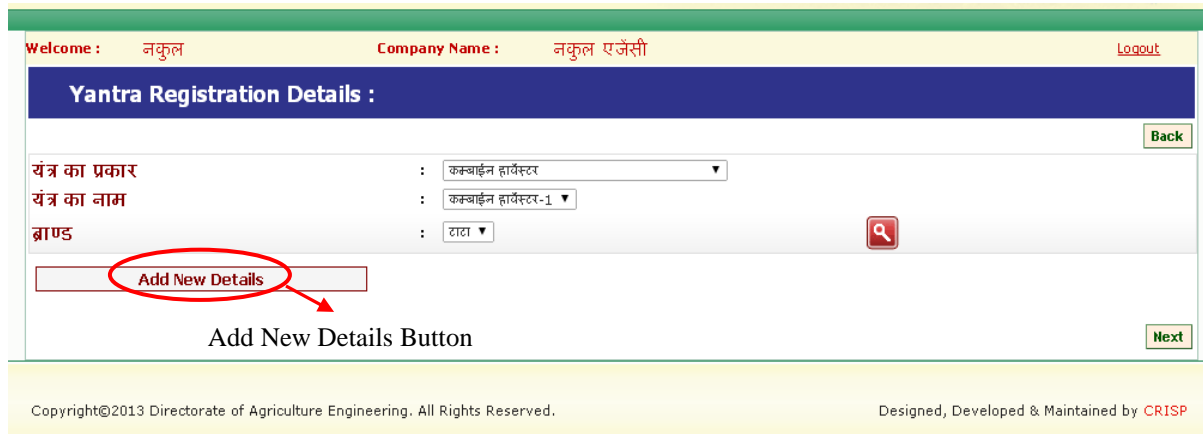 Welcome : नकुल Company Name : नकुल एजेंसी Logout
Yantra Registration Details :
Back
यंत्र का प्रकार : कम्बाईन हार्वेस्टर
यंत्र का नाम : कम्बाईन हार्वेस्टर-1
ब्राण्ड : टाटा
Add New Details
Add New Details Button
Next
Copyright©2013 Directorate of Agriculture Engineering. All Rights Reserved. Designed, Developed & Maintained by CRISP